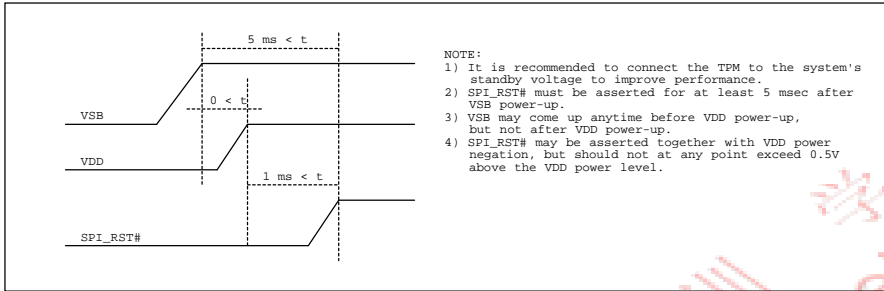 5 ms < t
0 < t
VSB
VDD
1 ms < t
SPI_RST#
NOTE:
1) It is recommended to connect the TPM to the system's
standby voltage to improve performance.
2) SPI_RST# must be asserted for at least 5 msec after
VSB power-up.
3) VSB may come up anytime before VDD power-up,
but not after VDD power-up.
4) SPI_RST# may be asserted together with VDD power
negation, but should not at any point exceed 0.5V
above the VDD power level.